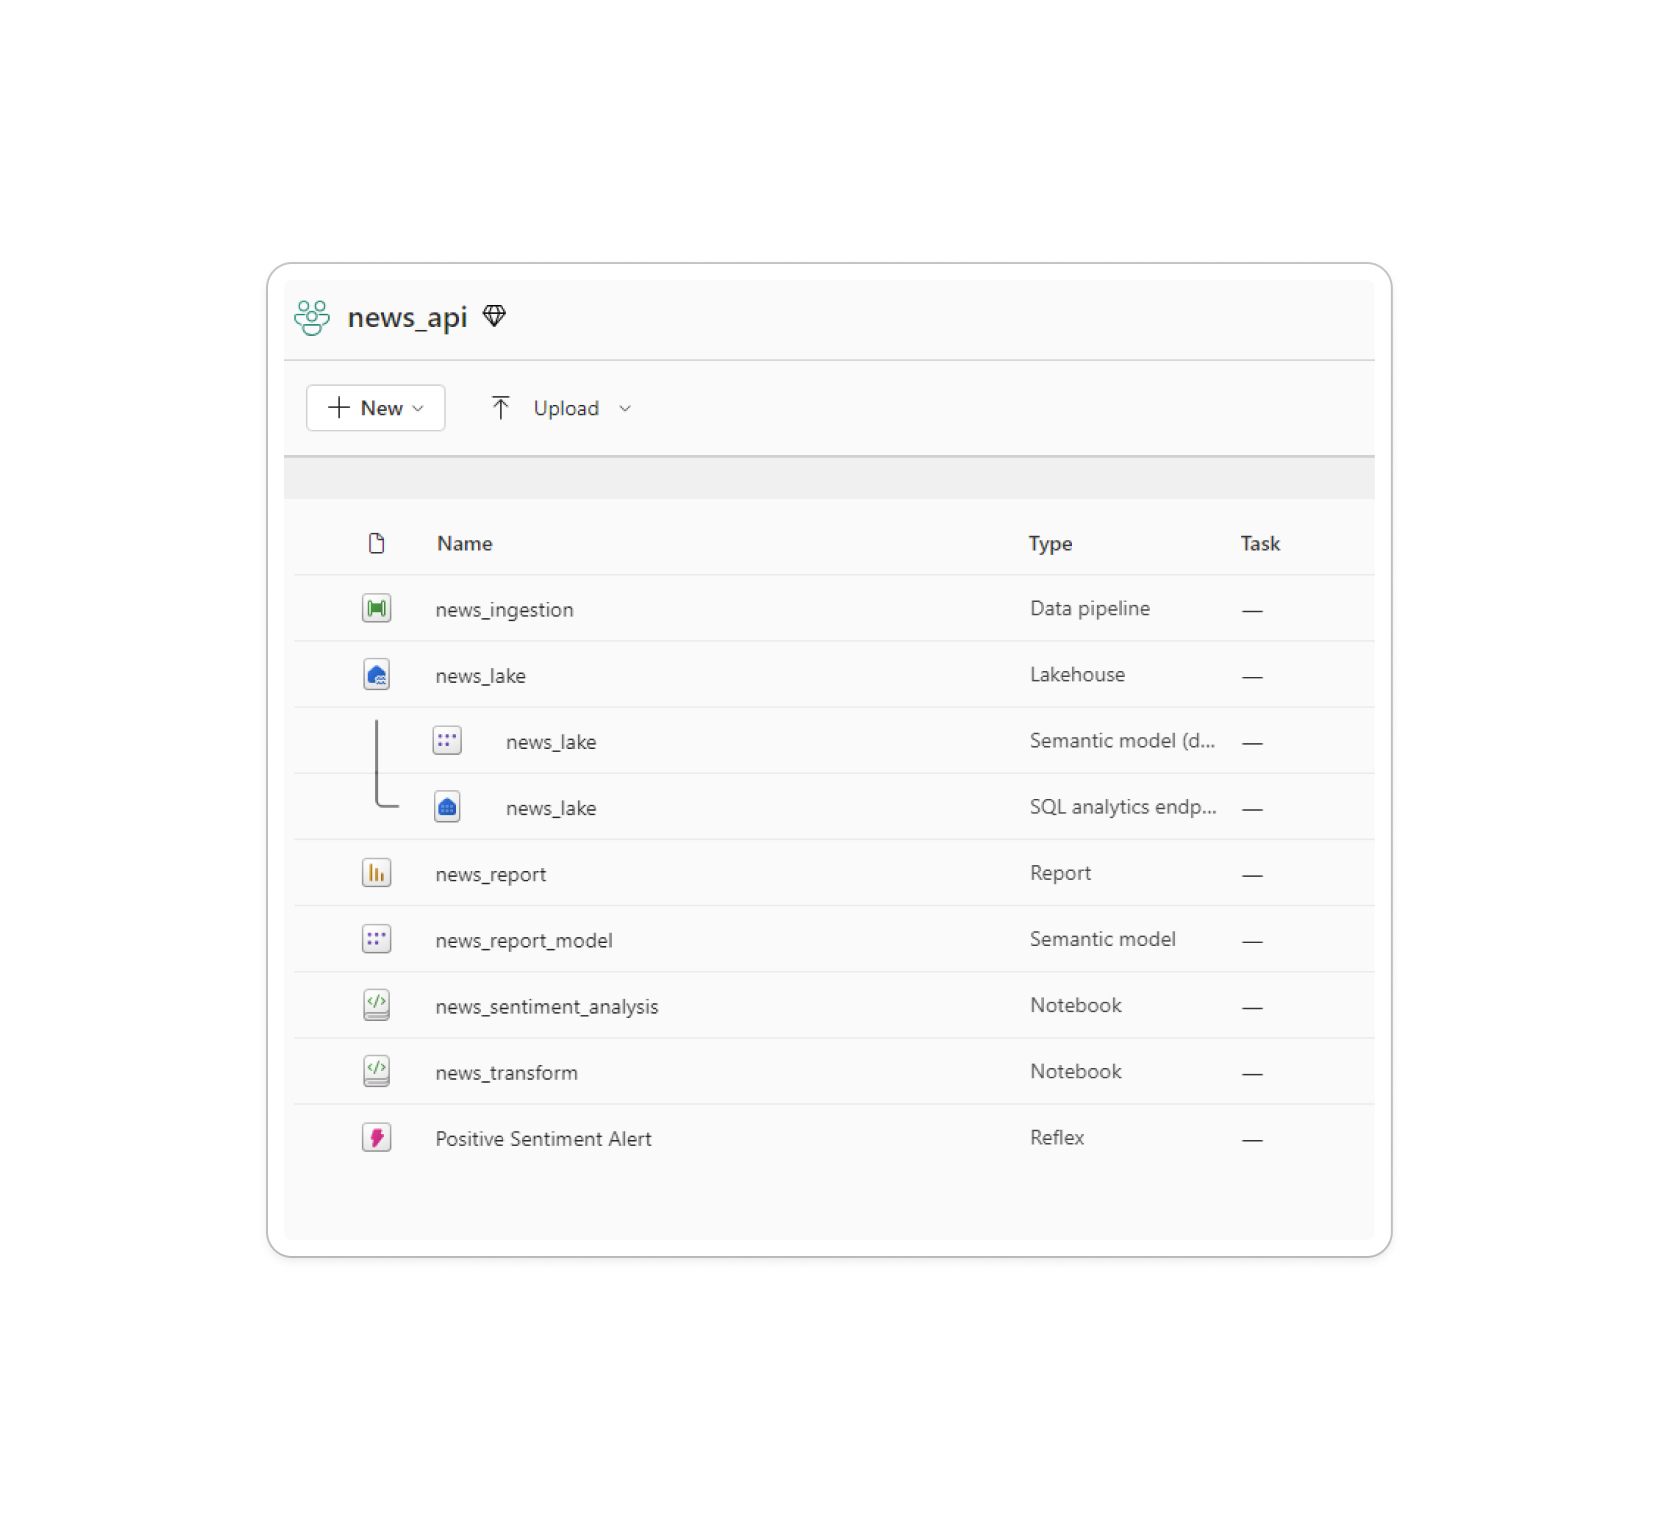 news_api
New
Upload
Name Type Task
news_ingestion Data pipeline —
news_lake Lakehouse —
news_lake Semantic model (d... —
news_lake SQL analytics endp... —
news_report Report —
news_report_model Semantic model —
news_sentiment_analysis Notebook —
news_transform Notebook —
Positive Sentiment Alert Reflex —